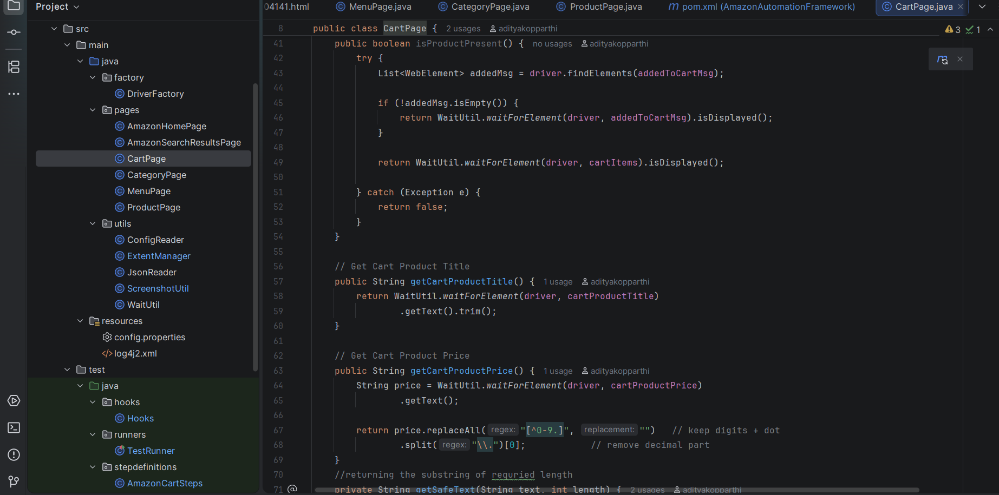 Project
04141.html MenuPage.java CategoryPage.java ProductPage.java m pom.xml (AmazonAutomationFramework) CartPage.java
src
main
java
factory
DriverFactory
pages
AmazonHomePage
AmazonSearchResultsPage
CartPage
CategoryPage
MenuPage
ProductPage
utils
ConfigReader
ExtentManager
JsonReader
ScreenshotUtil
WaitUtil
resources
config.properties
log4j2.xml
test
java
hooks
Hooks
runners
TestRunner
stepdefinitions
AmazonCartSteps
8 public class CartPage { 2 usages adityakopparthi 3 1
41 public boolean isProductPresent() { no usages adityakopparthi
42 try {
43 List<WebElement> addedMsg = driver.findElements(addedToCartMsg);
44
45 if (!addedMsg.isEmpty()) {
46 return WaitUtil.waitForElement(driver, addedToCartMsg).isDisplayed();
47 }
48
49 return WaitUtil.waitForElement(driver, cartItems).isDisplayed();
50
51 } catch (Exception e) {
52 return false;
53 }
54 }
55
56 // Get Cart Product Title
57 public String getCartProductTitle() { 1 usage adityakopparthi
58 return WaitUtil.waitForElement(driver, cartProductTitle)
59 .getText().trim();
60 }
61
62 // Get Cart Product Price
63 public String getCartProductPrice() { 1 usage adityakopparthi
64 String price = WaitUtil.waitForElement(driver, cartProductPrice)
65 .getText();
66
67 return price.replaceAll( regex: "[^0-9.]", replacement: "") // keep digits + dot
68 .split( regex: "\\.")[0]; // remove decimal part
69 }
70 //returning the substring of requried length
71 private String getSafeText(String text, int length) { 2 usages adityakopparthi